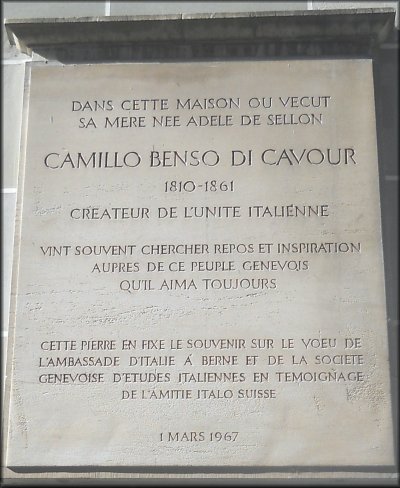 DANS CETTE MAISON OU VECUT
SA MERE NEE ADELE DE SELLON
CAMILLO BENSO DI CAVOUR
1810-1861
CREATEUR DE L'UNITE ITALIENNE
VINT SOUVENT CHERCHER REPOS ET INSPIRATION
AUPRES DE CE PEUPLE GENEVOIS
QU'IL AIMA TOUJOURS
CETTE PIERRE EN FIXE LE SOUVENIR SUR LE VOEU DE
L'AMBASSADE D'ITALIE Á BERNE ET DE LA SOCIETE
GENEVOISE D'ETUDES ITALIENNES EN TEMOIGNAGE
DE L'AMITIE ITALO SUISSE
1 MARS 1967